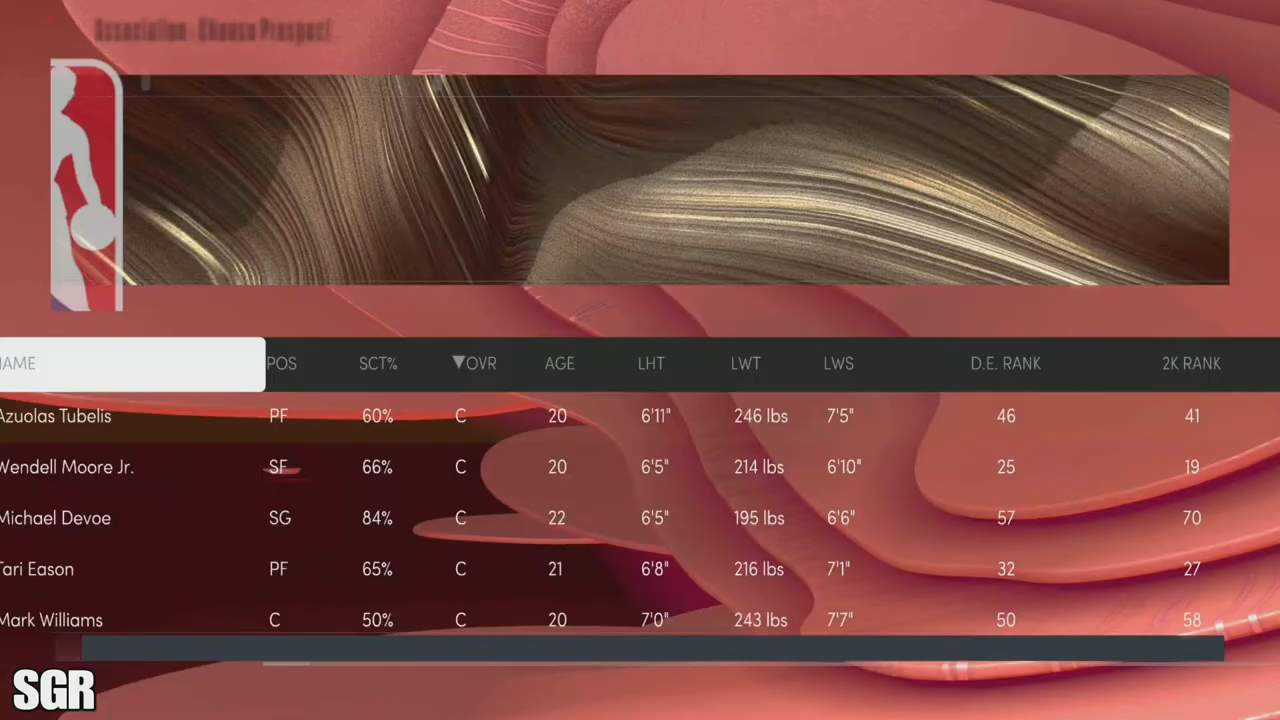 Association - Choose Prospect
NAME POS SCT% ▼OVR AGE LHT LWT LWS D.E. RANK 2K RANK
Azuolas Tubelis PF 60% C 20 6'11" 246 lbs 7'5" 46 41
Wendell Moore Jr. SF 66% C 20 6'5" 214 lbs 6'10" 25 19
Michael Devoe SG 84% C 22 6'5" 195 lbs 6'6" 57 70
Tari Eason PF 65% C 21 6'8" 216 lbs 7'1" 32 27
Mark Williams C 50% C 20 7'0" 243 lbs 7'7" 50 58
SGR